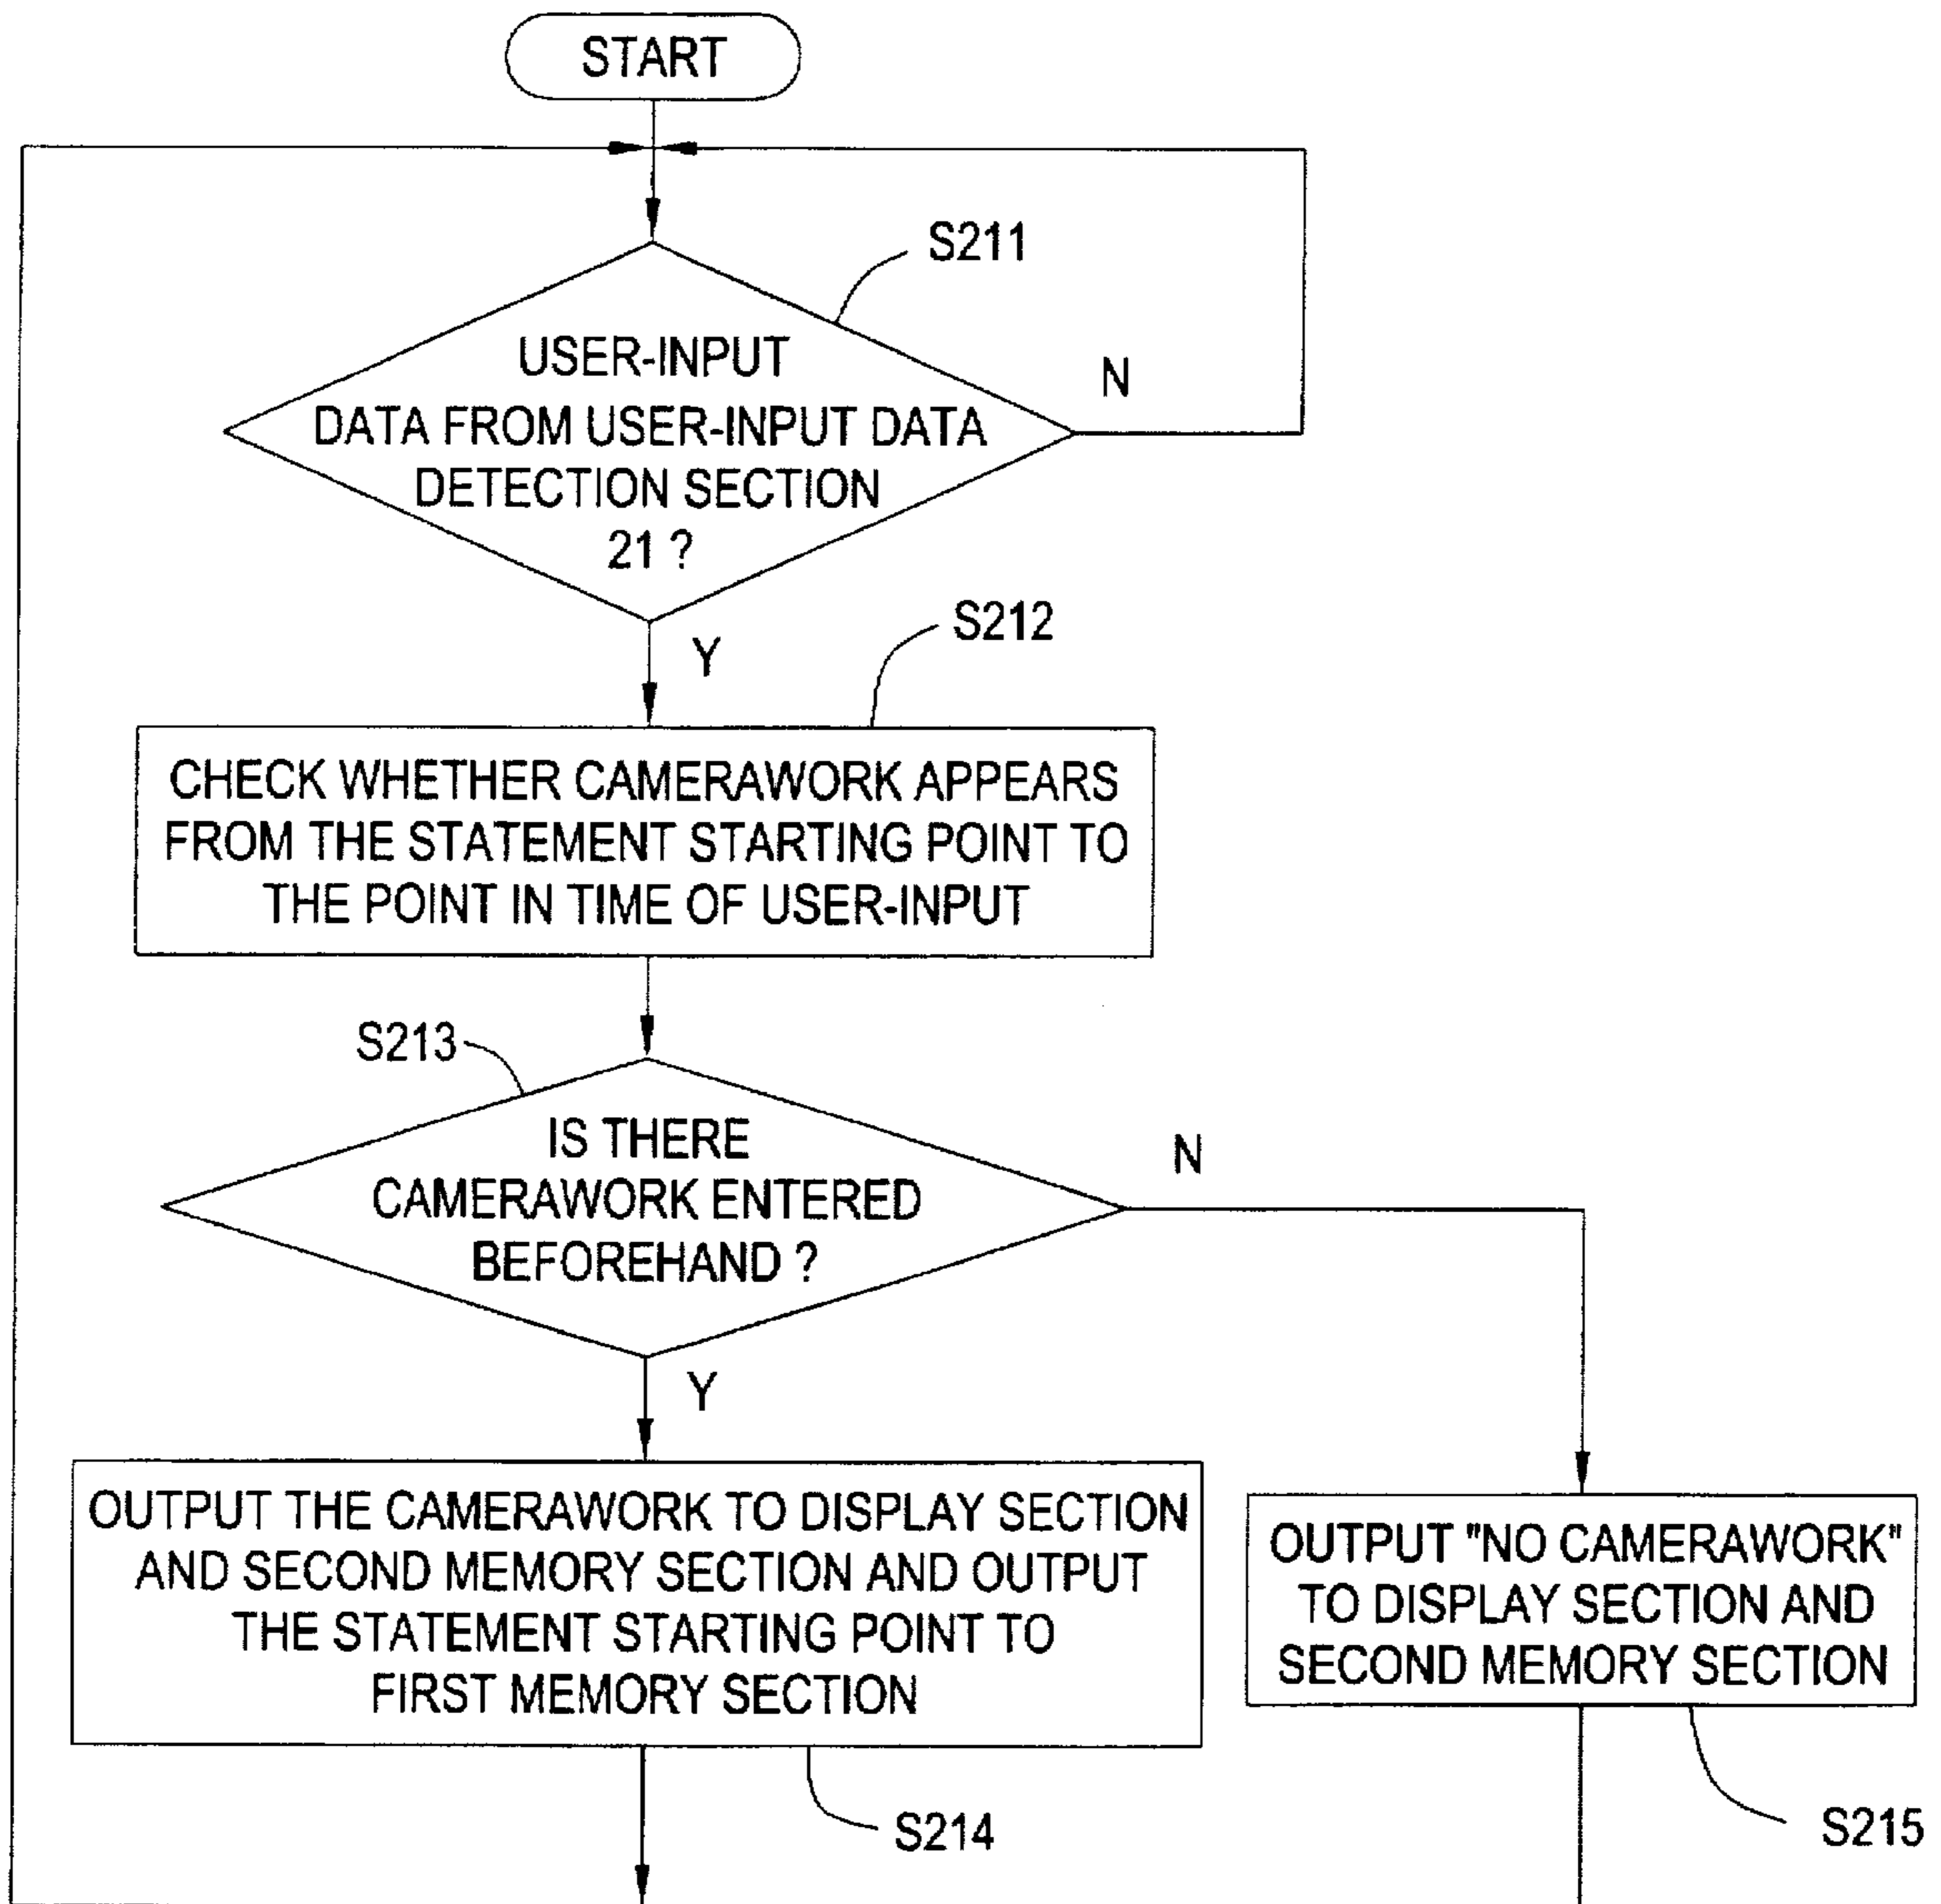 START
S211
USER-INPUT
DATA FROM USER-INPUT DATA
DETECTION SECTION
21 ?
N
Y
S212
CHECK WHETHER CAMERAWORK APPEARS
FROM THE STATEMENT STARTING POINT TO
THE POINT IN TIME OF USER-INPUT
S213
IS THERE
CAMERAWORK ENTERED
BEFOREHAND ?
N
Y
OUTPUT THE CAMERAWORK TO DISPLAY SECTION
AND SECOND MEMORY SECTION AND OUTPUT
THE STATEMENT STARTING POINT TO
FIRST MEMORY SECTION
S214
OUTPUT "NO CAMERAWORK"
TO DISPLAY SECTION AND
SECOND MEMORY SECTION
S215